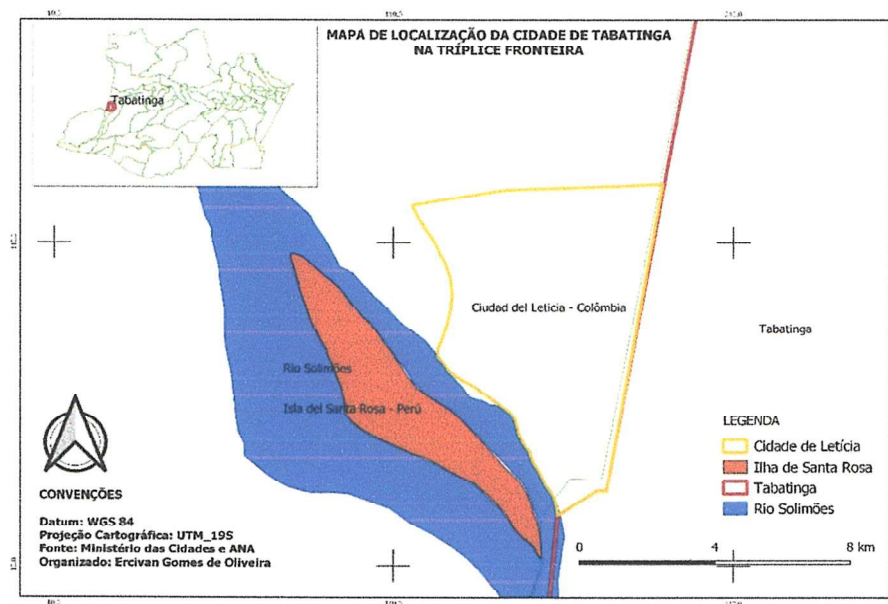 MAPA DE LOCALIZAÇÃO DA CIDADE DE TABATINGA
NA TRÍPLICE FRONTEIRA
Tabatinga
Ciudad del Leticia - Colômbia
Tabatinga
Rio Solimões
Isla del Santa Rosa - Perú
LEGENDA
Cidade de Letícia
Ilha de Santa Rosa
Tabatinga
Rio Solimões
CONVENÇÕES
Datum: WGS 84
Projeção Cartográfica: UTM_19S
Fonte: Ministério das Cidades e ANA
Organizado: Ercivan Gomes de Oliveira
0 4 8 km